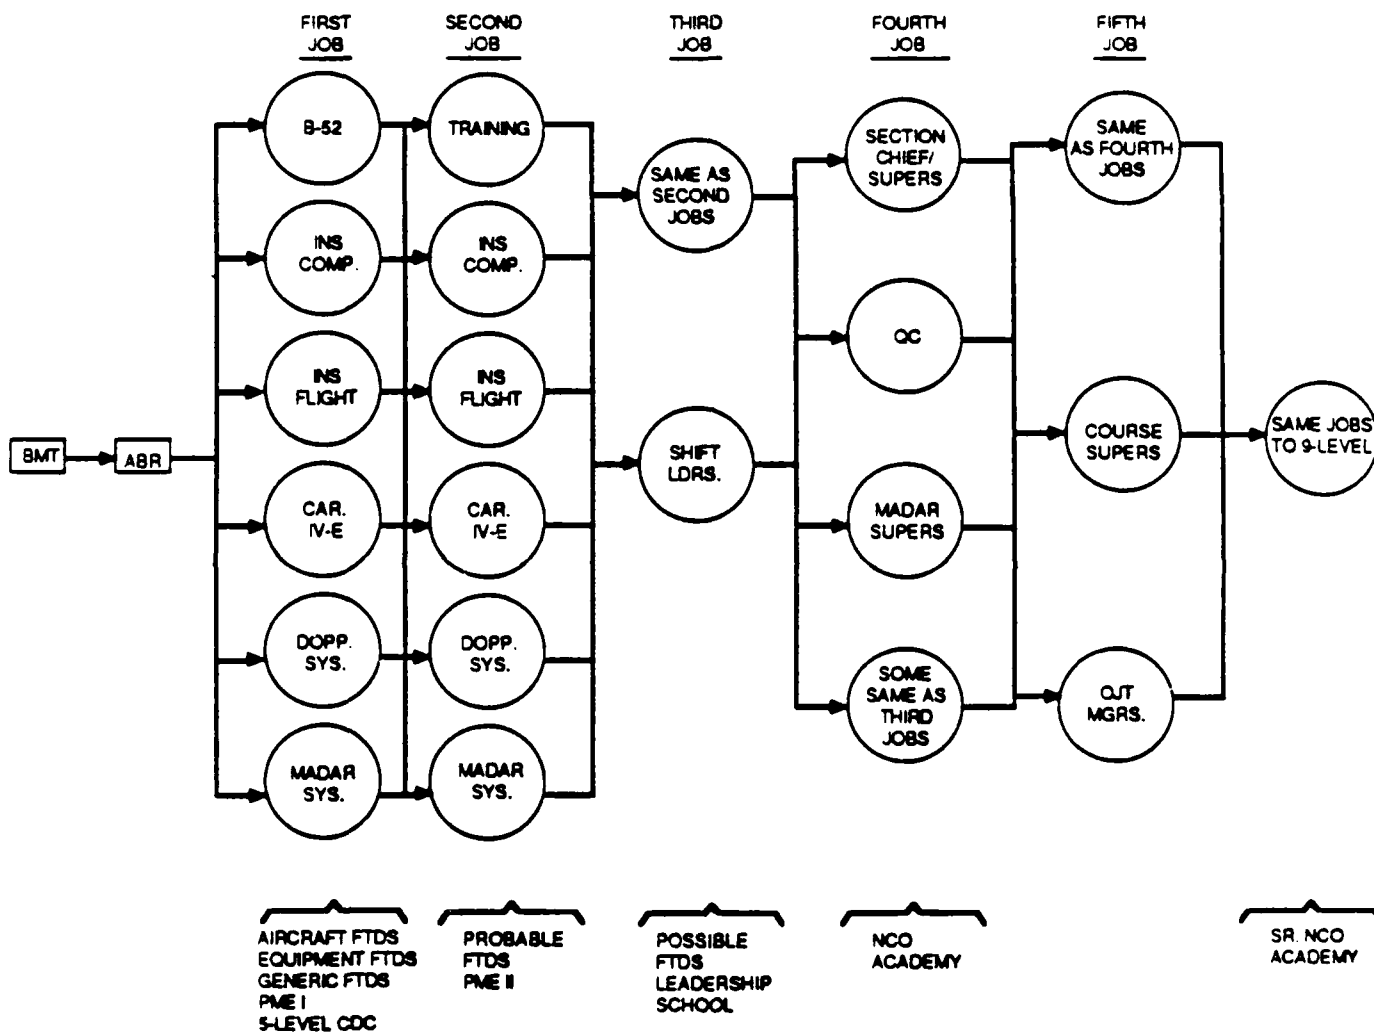 FIRST
JOB
SECOND
JOB
THIRD
JOB
FOURTH
JOB
FIFTH
JOB
BMT
ABR
B-52
INS
COMP.
INS
FLIGHT
CAR.
IV-E
DOPP.
SYS.
MADAR
SYS.
TRAINING
INS
COMP.
INS
FLIGHT
CAR.
IV-E
DOPP.
SYS.
MADAR
SYS.
SAME AS
SECOND
JOBS
SHIFT
LDRS.
SECTION
CHIEF/
SUPERS
QC
MADAR
SUPERS
SOME
SAME AS
THIRD
JOBS
SAME
AS FOURTH
JOBS
COURSE
SUPERS
OJT
MGRS.
SAME JOBS
TO 9-LEVEL
AIRCRAFT FTDS
EQUIPMENT FTDS
GENERIC FTDS
PME I
5-LEVEL CDC
PROBABLE
FTDS
PME II
POSSIBLE
FTDS
LEADERSHIP
SCHOOL
NCO
ACADEMY
SR. NCO
ACADEMY